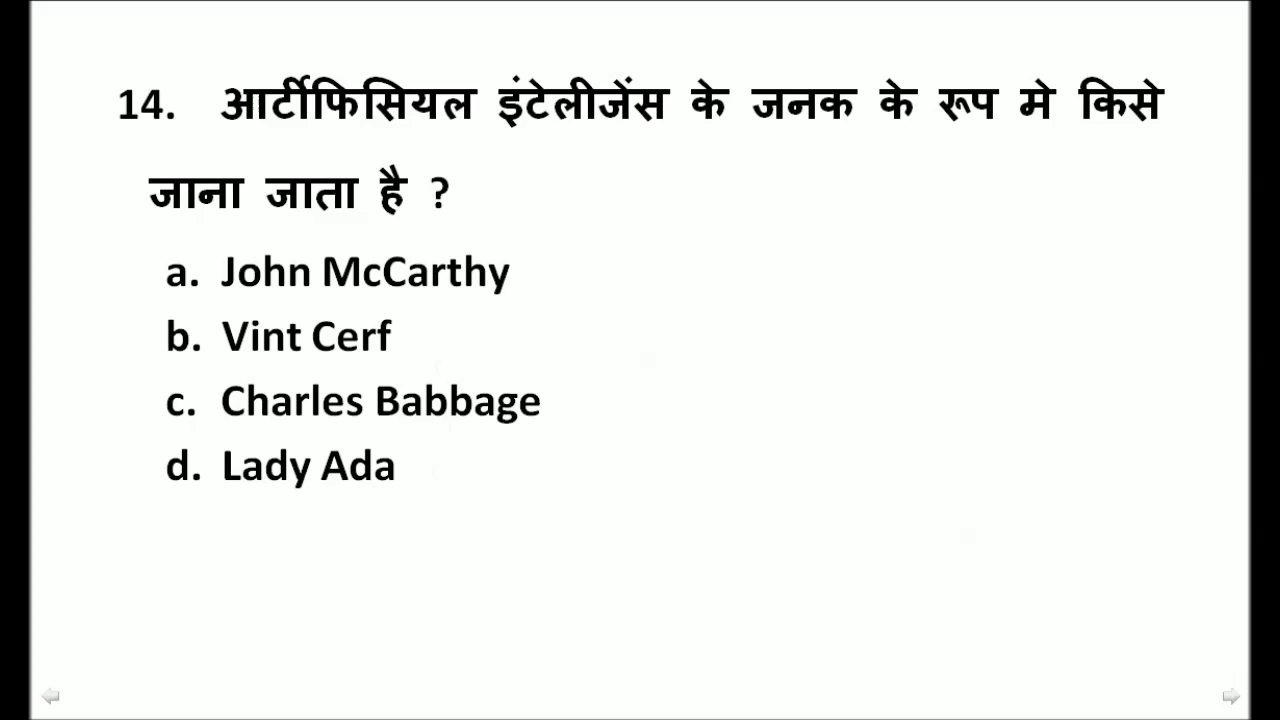 14. आर्टीफिसियल इंटेलीजेंस के जनक के रूप मे किसे
जाना जाता है ?
a. John McCarthy
b. Vint Cerf
c. Charles Babbage
d. Lady Ada